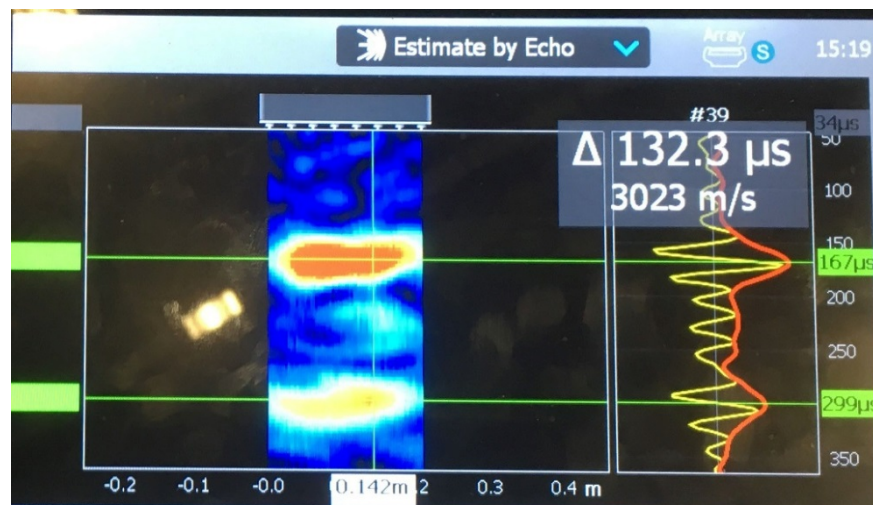 Estimate by Echo
Array
S
15:19
#39
34µs
Δ 132.3 µs
3023 m/s
50
100
150
167µs
200
250
299µs
350
-0.2 -0.1 -0.0 0.142m 2 0.3 0.4 m